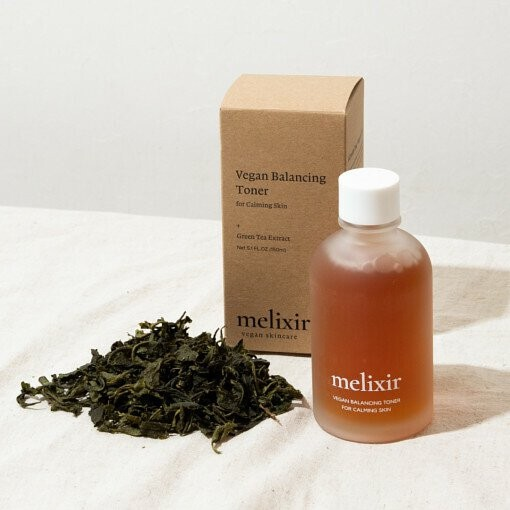 Vegan Balancing
Toner
for Calming Skin
+
Green Tea Extract
melixir
vegan skincare
melixir
VEGAN BALANCING TONER
FOR CALMING SKIN